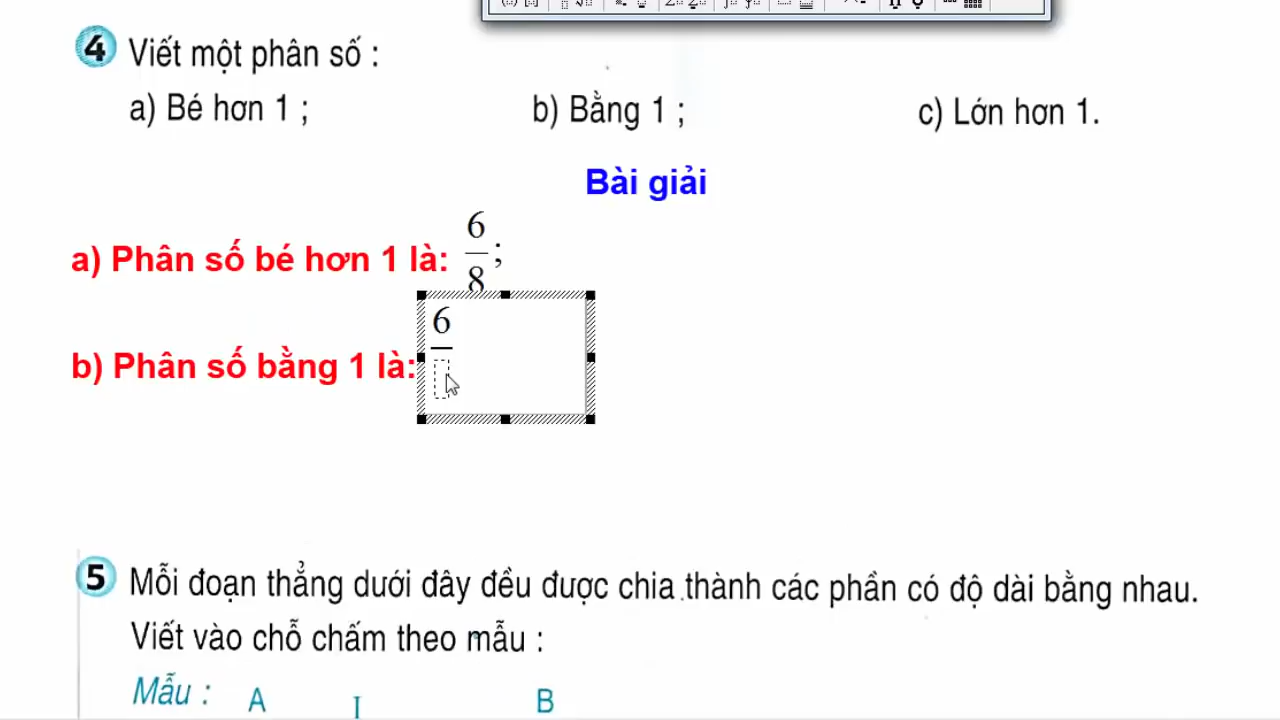 4 Viết một phân số :
a) Bé hơn 1 ; b) Bằng 1 ; c) Lớn hơn 1.
Bài giải
a) Phân số bé hơn 1 là: 6/8;
b) Phân số bằng 1 là: 6/
5 Mỗi đoạn thẳng dưới đây đều được chia thành các phần có độ dài bằng nhau.
Viết vào chỗ chấm theo mẫu :
Mẫu : A I B